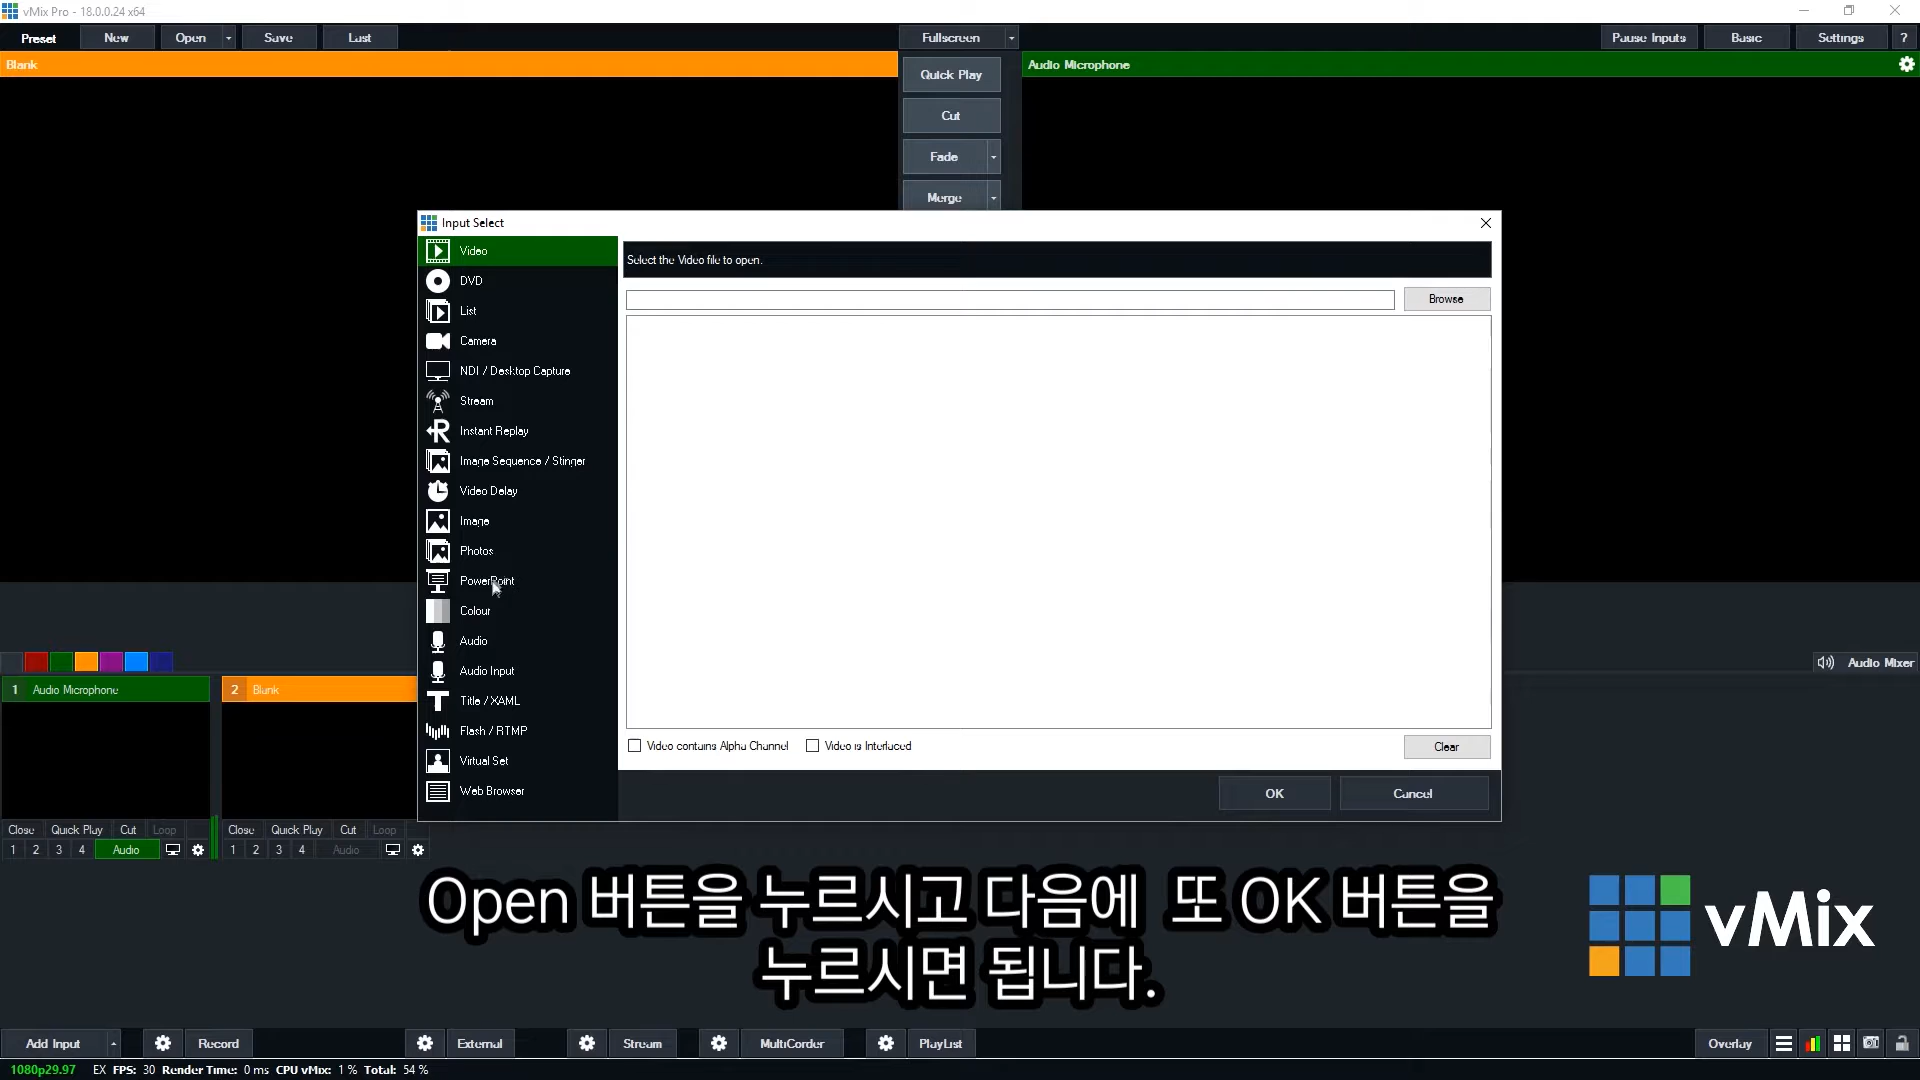 vMix Pro - 18.0.0.24 x64
Preset New Open Save Last Fullscreen Pause Inputs Basic Settings ?
Blank
Quick Play
Audio Microphone
Cut
Fade
Merge
Input Select
Video
DVD
List
Camera
NDI / Desktop Capture
Stream
Instant Replay
Image Sequence / Stinger
Video Delay
Image
Photos
PowerPoint
Colour
Audio
Audio Input
Title / XAML
Flash / RTMP
Virtual Set
Web Browser
Select the Video file to open.
Browse
Video contains Alpha Channel Video is Interlaced Clear
OK Cancel
Audio Mixer
1 Audio Microphone
2 Blank
Close Quick Play Cut Loop Close Quick Play Cut Loop
1 2 3 4 Audio 1 2 3 4 Audio
Open 버튼을 누르시고 다음에 또 OK 버튼을
누르시면 됩니다.
vMix
Add Input Record External Stream MultiCorder PlayList Overlay
1080p29.97 EX FPS: 30 Render Time: 0 ms CPU vMix: 1 % Total: 54 %